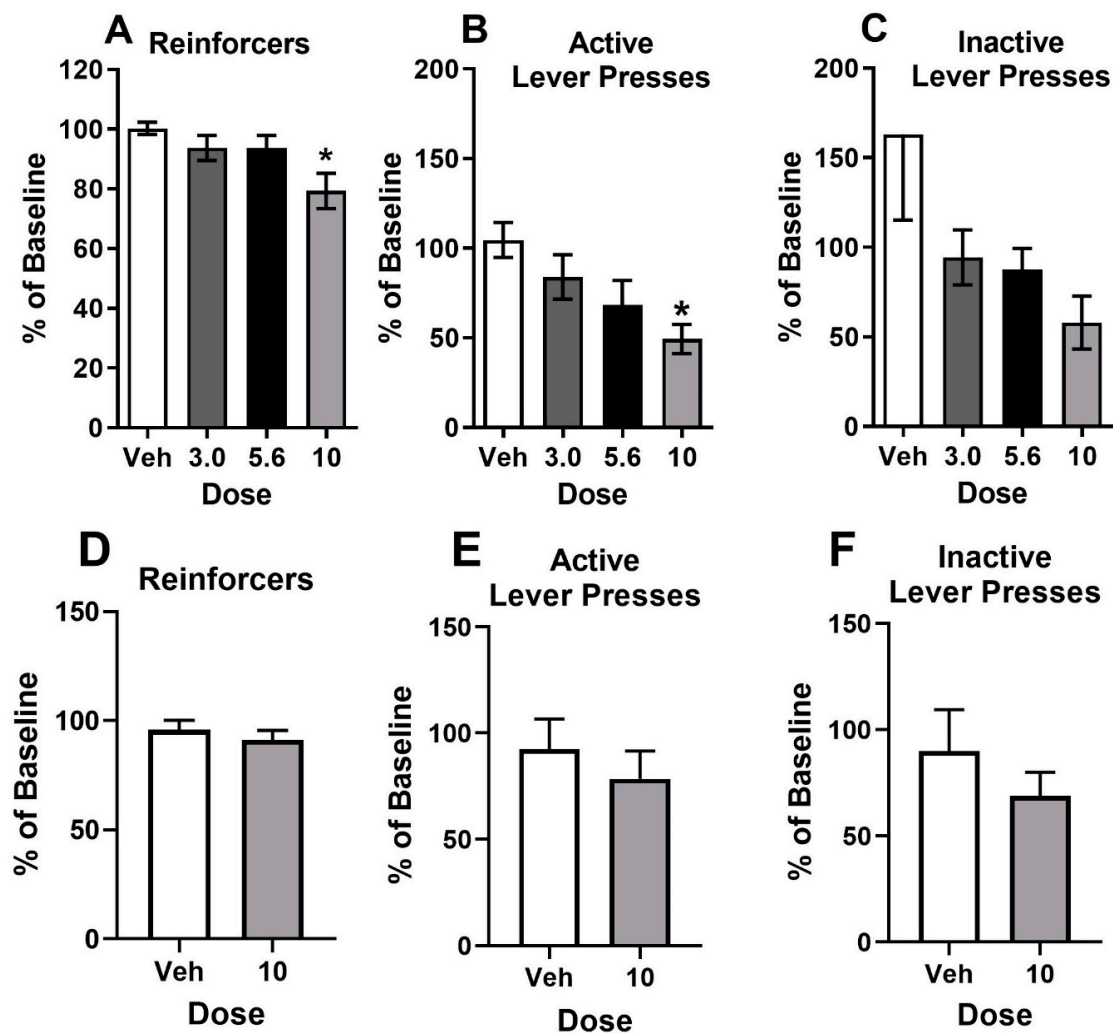 A
Reinforcers
% of Baseline
120
100
80
60
40
20
0
*
Veh 3.0 5.6 10
Dose
B
Active
Lever Presses
% of Baseline
200
150
100
50
0
*
Veh 3.0 5.6 10
Dose
C
Inactive
Lever Presses
% of Baseline
200
150
100
50
0
Veh 3.0 5.6 10
Dose
D
Reinforcers
% of Baseline
150
100
50
0
Veh 10
Dose
E
Active
Lever Presses
% of Baseline
150
100
50
0
Veh 10
Dose
F
Inactive
Lever Presses
% of Baseline
150
100
50
0
Veh 10
Dose